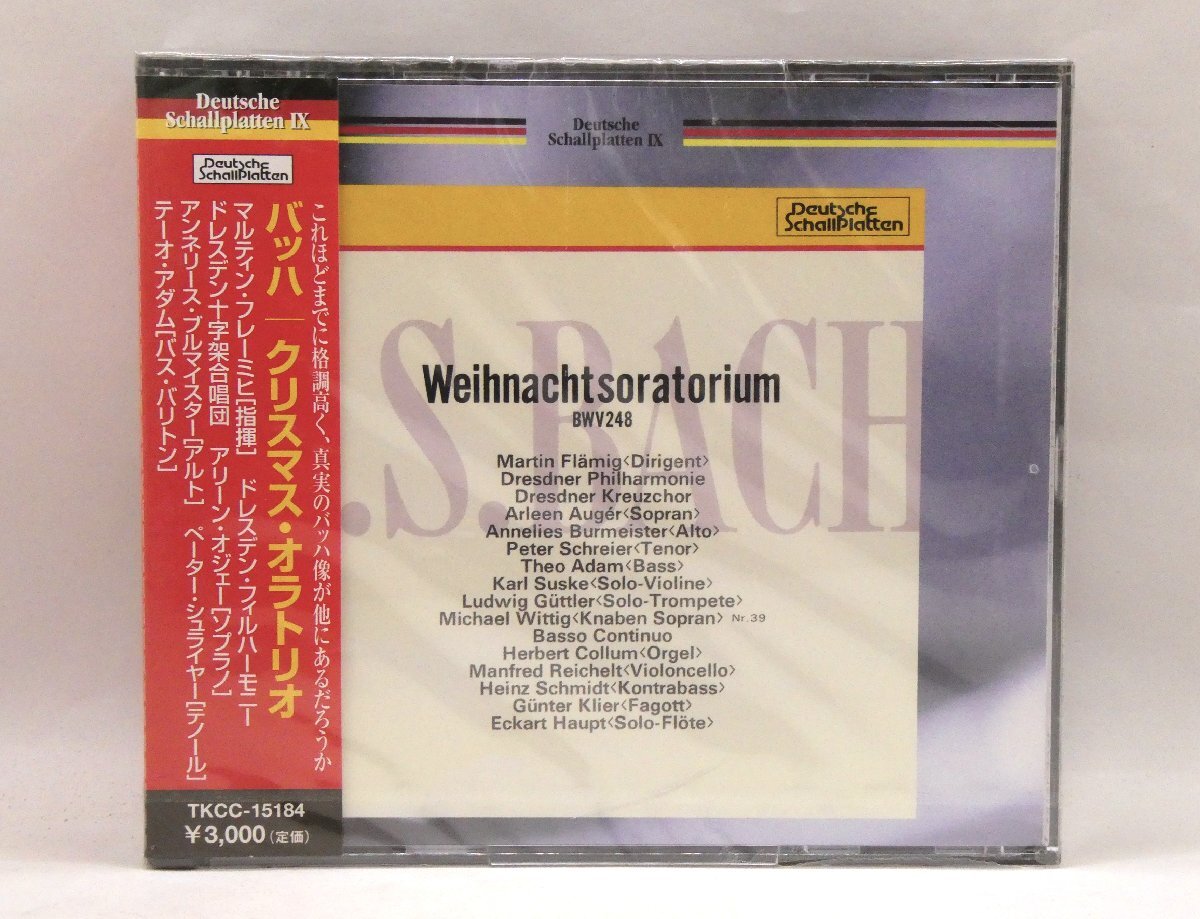 Deutsche
Schallplatten IX
Deutsche
SchallPlatten
これほどまでに格調高く、真実のバッハ像が他にあるだろうか
バッハ│クリスマス・オラトリオ
マルティン・フレーミヒ[指揮] ドレスデン・フィルハーモニー
ドレスデン十字架合唱団 アリーン・オジェー[ソプラノ]
アンネリース・ブルマイスター[アルト] ペーター・シュライヤー[テノール]
テーオ・アダム[バス・バリトン]
TKCC-15184
¥3,000(定価)
Deutsche
Schallplatten IX
Deutsche
SchallPlatten
.S.BACH
Weihnachtsoratorium
BWV248
Martin Flämig<Dirigent>
Dresdner Philharmonie
Dresdner Kreuzchor
Arleen Augér<Sopran>
Annelies Burmeister<Alto>
Peter Schreier<Tenor>
Theo Adam<Bass>
Karl Suske<Solo-Violine>
Ludwig Güttler<Solo-Trompete>
Michael Wittig<Knaben Sopran> Nr.39
Basso Continuo
Herbert Collum<Orgel>
Manfred Reichelt<Violoncello>
Heinz Schmidt<Kontrabass>
Günter Klier<Fagott>
Eckart Haupt<Solo-Flöte>